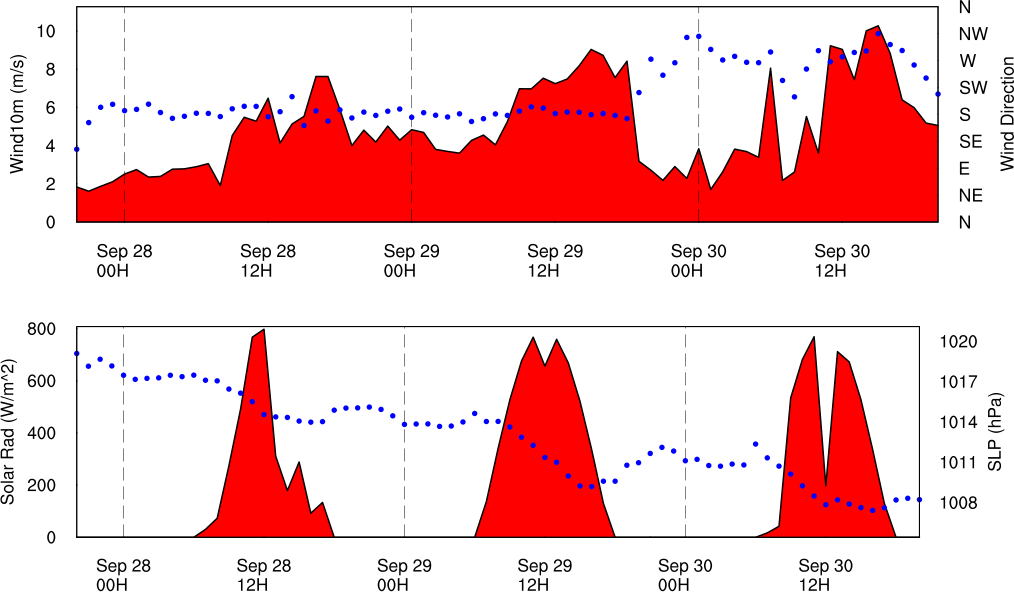 N
10
NW
8
W
SW
6
S
4
SE
E
2
NE
0
N
Wind10m (m/s)
Wind Direction
Sep 28 Sep 28 Sep 29 Sep 29 Sep 30 Sep 30
00H 12H 00H 12H 00H 12H
800
1020
600
1017
400
1014
1011
200
1008
0
Solar Rad (W/m^2)
SLP (hPa)
Sep 28 Sep 28 Sep 29 Sep 29 Sep 30 Sep 30
00H 12H 00H 12H 00H 12H